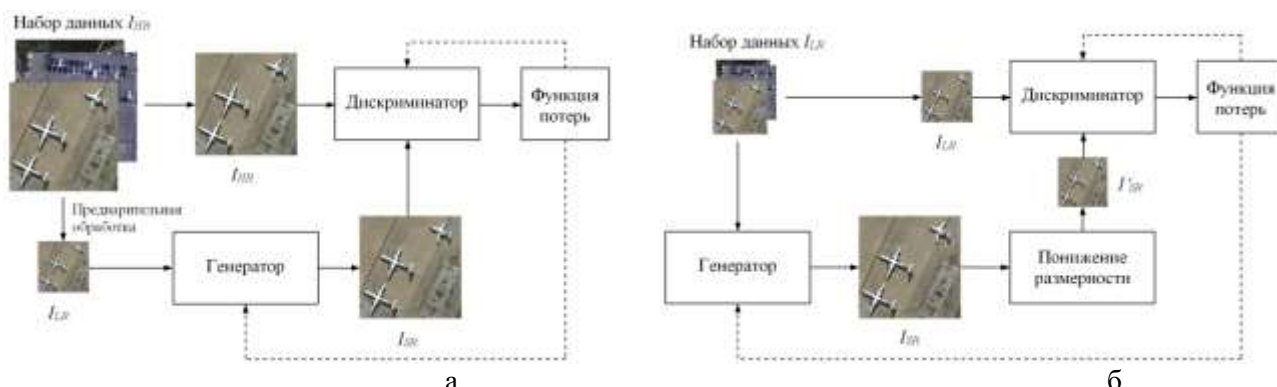 Набор данных I_HR
Дискриминатор
Функция
потерь
I_HR
Предварительная
обработка
Генератор
I_LR
I_SR
а
Набор данных I_LR
Дискриминатор
Функция
потерь
I_LR
I'_SR
Генератор
Понижение
размерности
I_SR
б